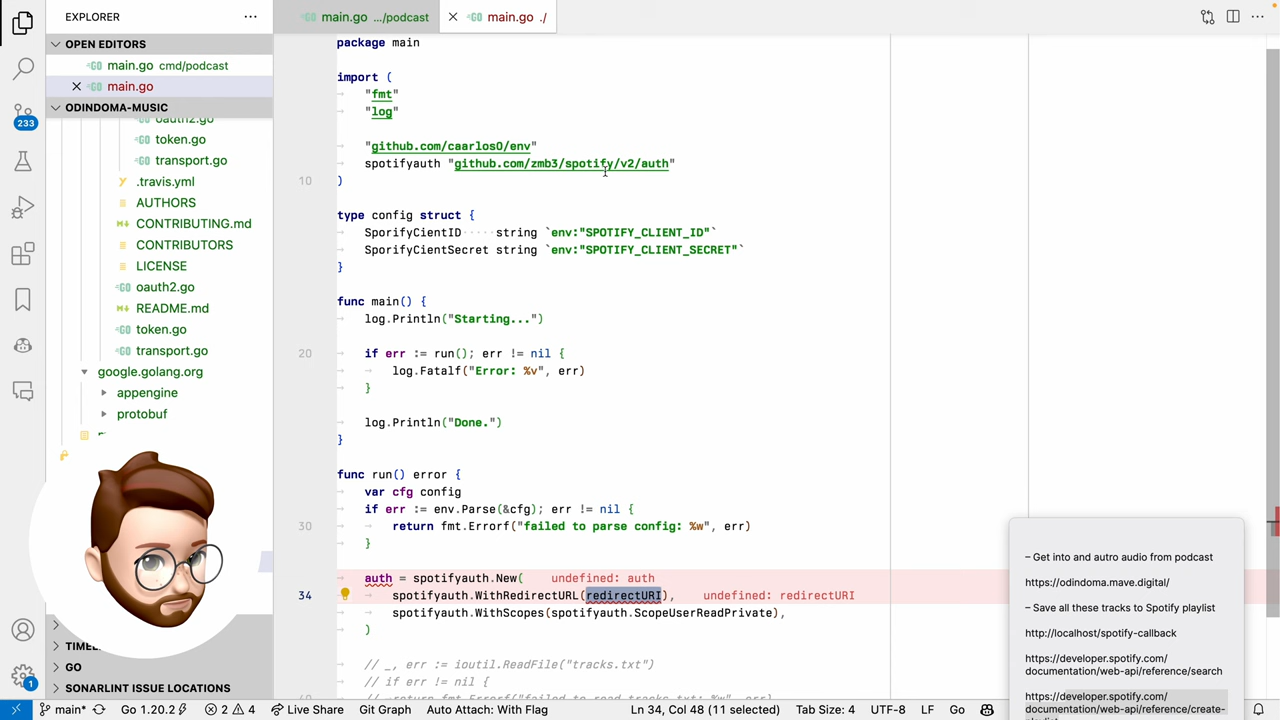 EXPLORER
OPEN EDITORS
main.go cmd/podcast
main.go
ODINDOMA-MUSIC
oauth2.go
token.go
transport.go
.travis.yml
AUTHORS
CONTRIBUTING.md
CONTRIBUTORS
LICENSE
oauth2.go
README.md
token.go
transport.go
google.golang.org
appengine
protobuf
GO
SONARLINT ISSUE LOCATIONS
233
1
main.go .../podcast
main.go ./
package main
import (
"fmt"
"log"
"github.com/caarlos0/env"
spotifyauth "github.com/zmb3/spotify/v2/auth"
10 )
type config struct {
SporifyCientID string `env:"SPOTIFY_CLIENT_ID"`
SporifyCientSecret string `env:"SPOTIFY_CLIENT_SECRET"`
}
func main() {
log.Println("Starting...")
20 if err := run(); err != nil {
log.Fatalf("Error: %v", err)
}
log.Println("Done.")
}
func run() error {
var cfg config
if err := env.Parse(&cfg); err != nil {
30 return fmt.Errorf("failed to parse config: %w", err)
}
auth = spotifyauth.New( undefined: auth
34 spotifyauth.WithRedirectURL(redirectURI), undefined: redirectURI
spotifyauth.WithScopes(spotifyauth.ScopeUserReadPrivate),
)
// _, err := ioutil.ReadFile("tracks.txt")
// if err != nil {
– Get into and autro audio from podcast
https://odindoma.mave.digital/
– Save all these tracks to Spotify playlist
http://localhost/spotify-callback
https://developer.spotify.com/
documentation/web-api/reference/search
https://developer.spotify.com/
documentation/web-api/reference/create-
main* Go 1.20.2 2 4 Live Share Git Graph Auto Attach: With Flag Ln 34, Col 48 (11 selected) Tab Size: 4 UTF-8 LF Go